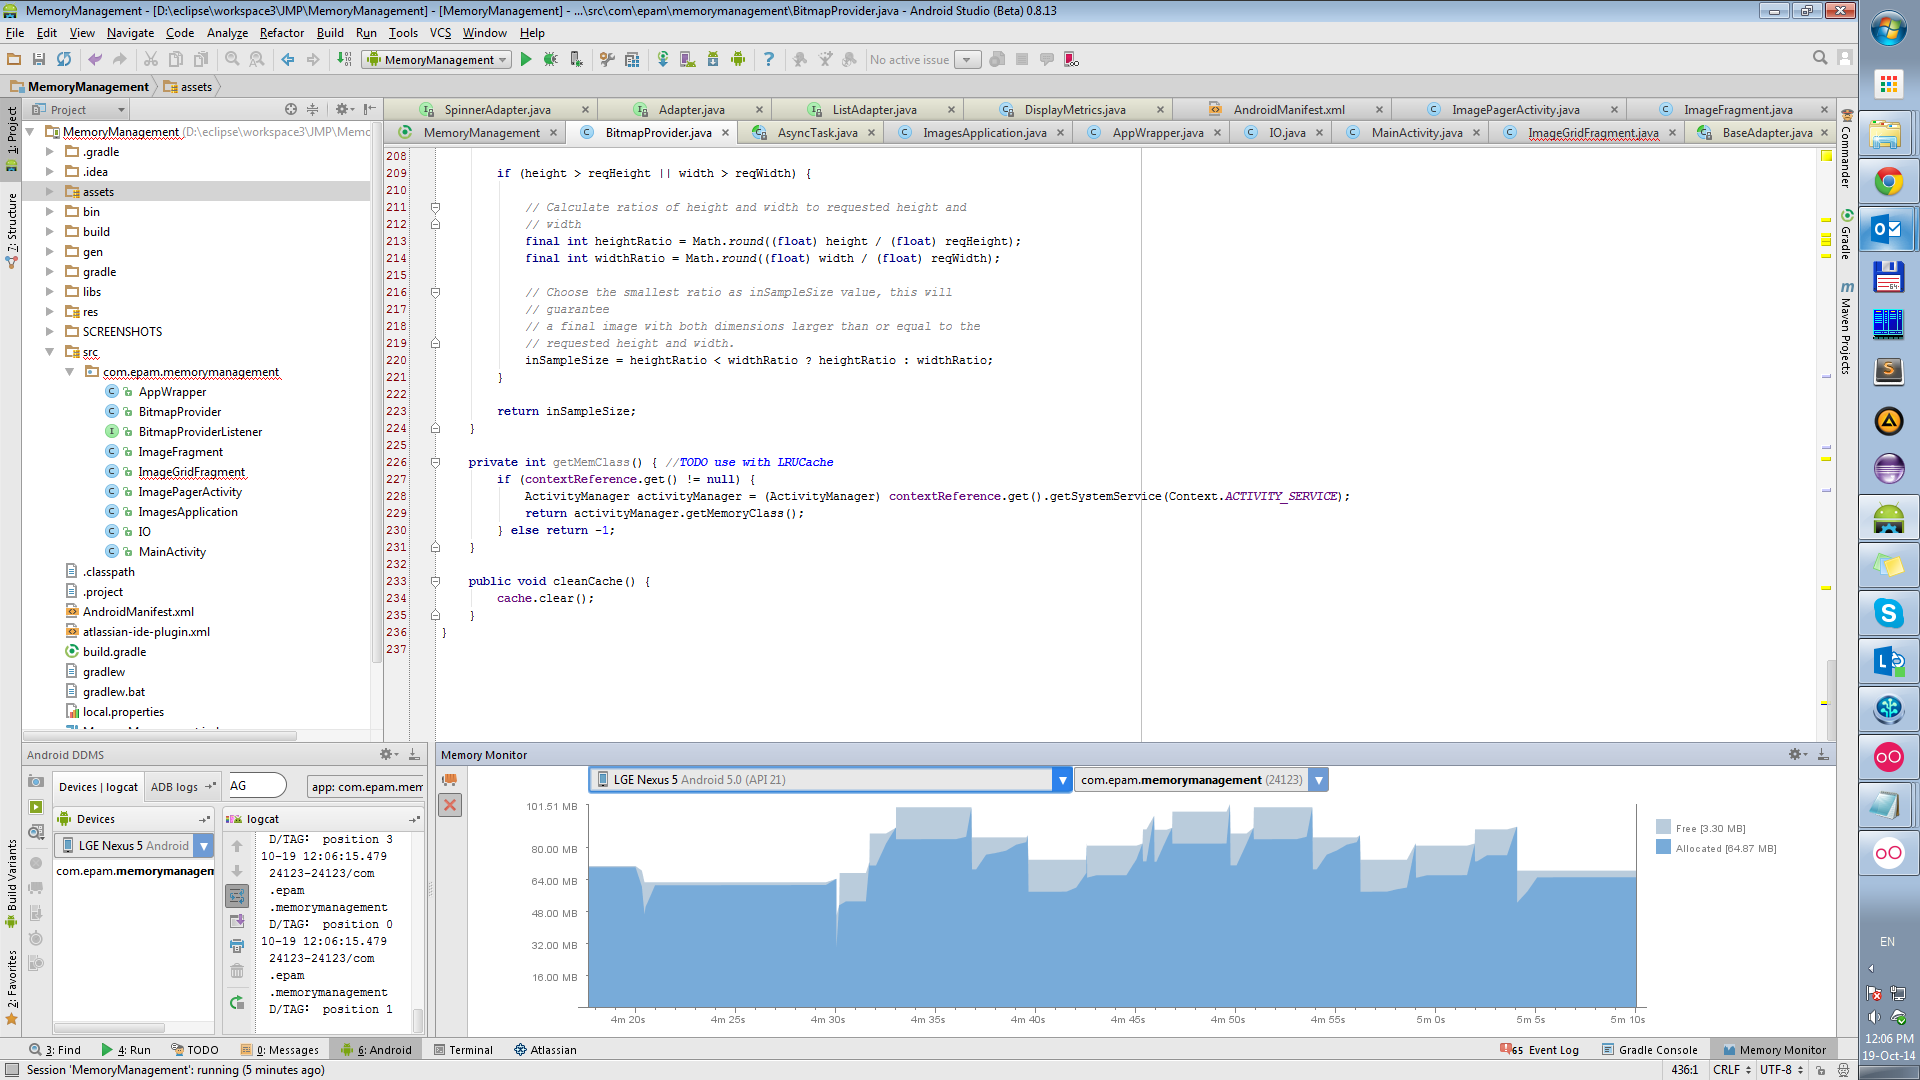 MemoryManagement - [D:\eclipse\workspace3\JMP\MemoryManagement] - [MemoryManagement] - ...\src\com\epam\memorymanagement\BitmapProvider.java - Android Studio (Beta) 0.8.13
File Edit View Navigate Code Analyze Refactor Build Run Tools VCS Window Help
MemoryManagement No active issue
MemoryManagement assets
Project
SpinnerAdapter.java Adapter.java ListAdapter.java DisplayMetrics.java AndroidManifest.xml ImagePagerActivity.java ImageFragment.java
MemoryManagement BitmapProvider.java AsyncTask.java ImagesApplication.java AppWrapper.java IO.java MainActivity.java ImageGridFragment.java BaseAdapter.java
1: Project
7: Structure
Build Variants
2: Favorites
MemoryManagement (D:\eclipse\workspace3\JMP\Memo
.gradle
.idea
assets
bin
build
gen
gradle
libs
res
SCREENSHOTS
src
com.epam.memorymanagement
AppWrapper
BitmapProvider
BitmapProviderListener
ImageFragment
ImageGridFragment
ImagePagerActivity
ImagesApplication
IO
MainActivity
.classpath
.project
AndroidManifest.xml
atlassian-ide-plugin.xml
build.gradle
gradlew
gradlew.bat
local.properties
208
209 if (height > reqHeight || width > reqWidth) {
210
211 // Calculate ratios of height and width to requested height and
212 // width
213 final int heightRatio = Math.round((float) height / (float) reqHeight);
214 final int widthRatio = Math.round((float) width / (float) reqWidth);
215
216 // Choose the smallest ratio as inSampleSize value, this will
217 // guarantee
218 // a final image with both dimensions larger than or equal to the
219 // requested height and width.
220 inSampleSize = heightRatio < widthRatio ? heightRatio : widthRatio;
221 }
222
223 return inSampleSize;
224 }
225
226 private int getMemClass() { //TODO use with LRUCache
227 if (contextReference.get() != null) {
228 ActivityManager activityManager = (ActivityManager) contextReference.get().getSystemService(Context.ACTIVITY_SERVICE);
229 return activityManager.getMemoryClass();
230 } else return -1;
231 }
232
233 public void cleanCache() {
234 cache.clear();
235 }
236 }
237
Commander
Gradle
Maven Projects
Android DDMS
Devices | logcat ADB logs AG app: com.epam.mem
Devices
LGE Nexus 5 Android
com.epam.memorymanagem
logcat
D/TAG: position 3
10-19 12:06:15.479
24123-24123/com
.epam
.memorymanagement
D/TAG: position 0
10-19 12:06:15.479
24123-24123/com
.epam
.memorymanagement
D/TAG: position 1
Memory Monitor
LGE Nexus 5 Android 5.0 (API 21) com.epam.memorymanagement (24123)
101.51 MB
80.00 MB
64.00 MB
48.00 MB
32.00 MB
16.00 MB
4m 20s 4m 25s 4m 30s 4m 35s 4m 40s 4m 45s 4m 50s 4m 55s 5m 0s 5m 5s 5m 10s
Free [3.30 MB]
Allocated [64.87 MB]
3: Find 4: Run TODO 0: Messages 6: Android Terminal Atlassian 65 Event Log Gradle Console Memory Monitor
Session 'MemoryManagement': running (5 minutes ago) 436:1 CRLF UTF-8
EN
12:06 PM
19-Oct-14